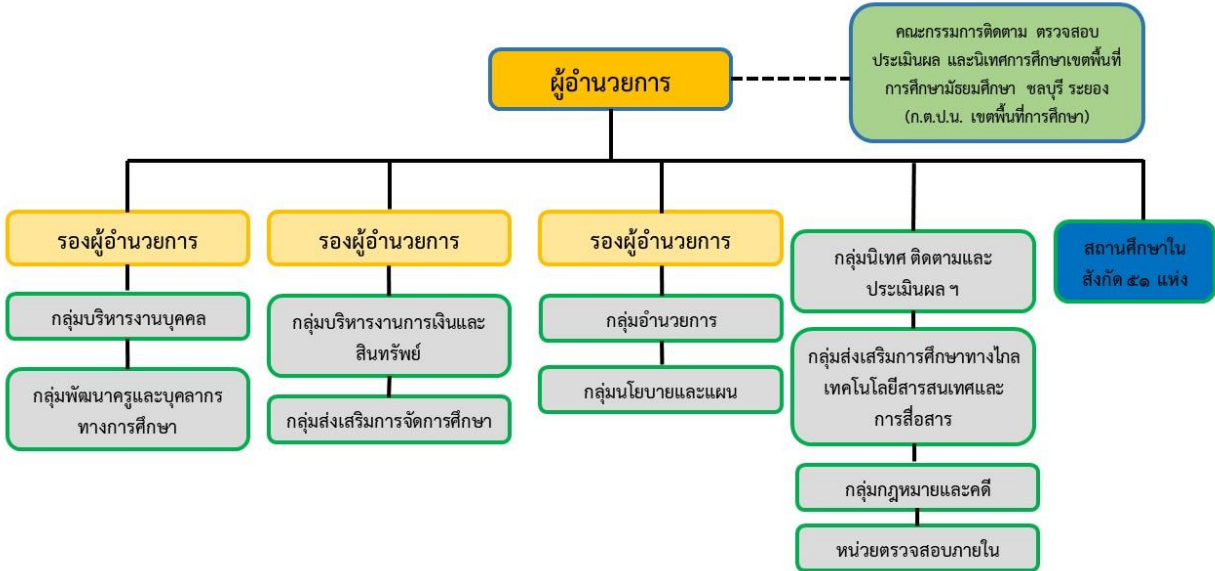 คณะกรรมการติดตาม ตรวจสอบ
ประเมินผล และนิเทศการศึกษาเขตพื้นที่
การศึกษามัธยมศึกษา ชลบุรี ระยอง
(ก.ต.ป.น. เขตพื้นที่การศึกษา)
ผู้อำนวยการ
รองผู้อำนวยการ
กลุ่มบริหารงานบุคคล
กลุ่มพัฒนาครูและบุคลากร
ทางการศึกษา
รองผู้อำนวยการ
กลุ่มบริหารงานการเงินและ
สินทรัพย์
กลุ่มส่งเสริมการจัดการศึกษา
รองผู้อำนวยการ
กลุ่มอำนวยการ
กลุ่มนโยบายและแผน
กลุ่มนิเทศ ติดตามและ
ประเมินผล ฯ
กลุ่มส่งเสริมการศึกษาทางไกล
เทคโนโลยีสารสนเทศและ
การสื่อสาร
กลุ่มกฎหมายและคดี
หน่วยตรวจสอบภายใน
สถานศึกษาใน
สังกัด ๕๑ แห่ง